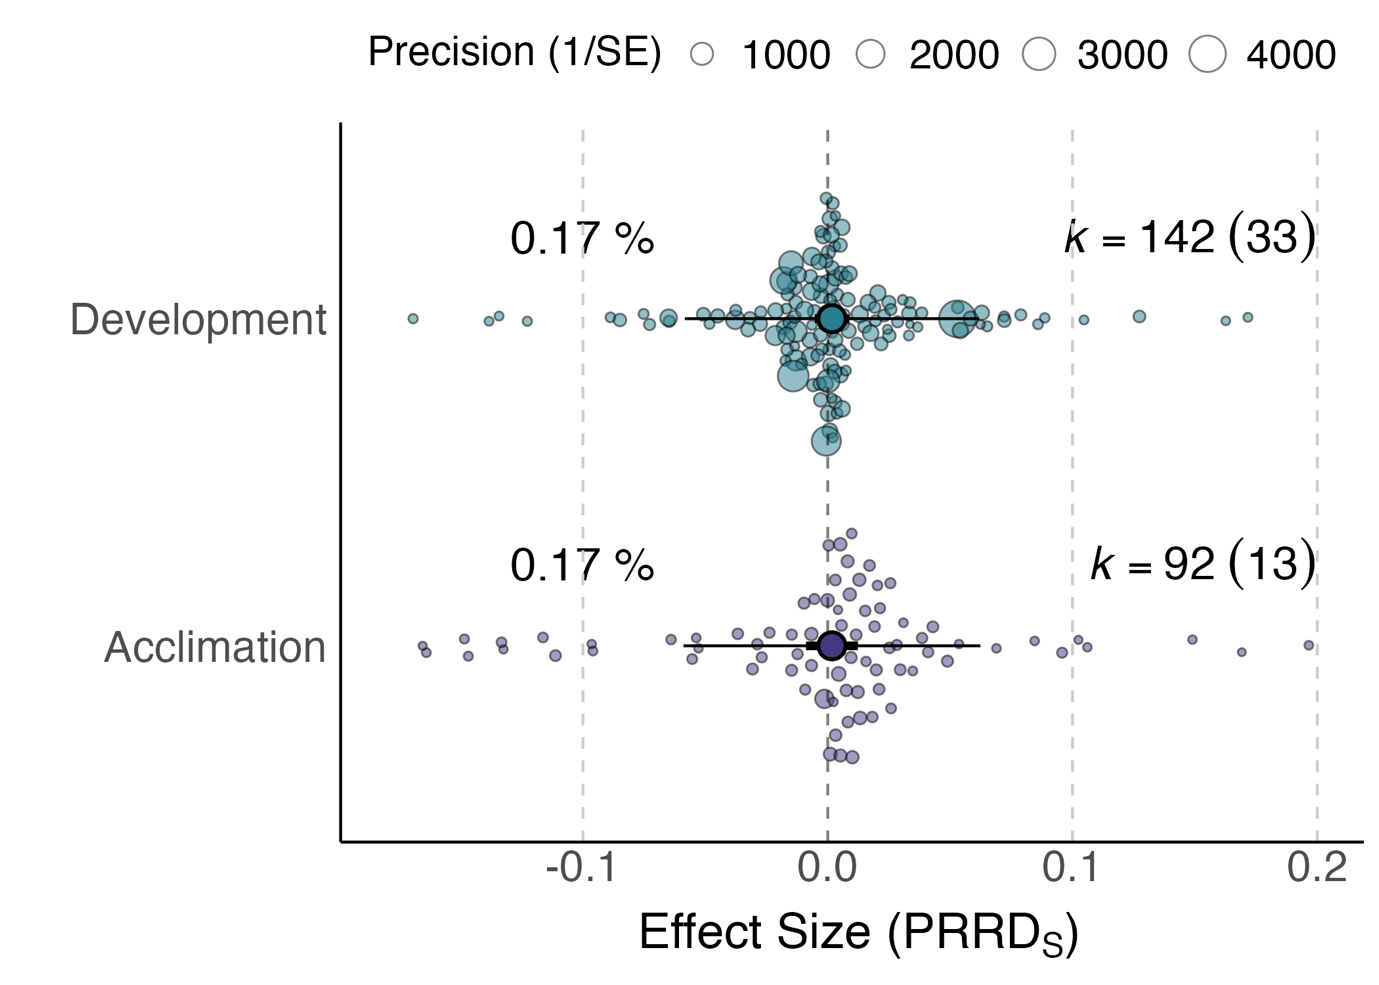 Precision (1/SE) 1000 2000 3000 4000
0.17 % k = 142 (33)
Development
0.17 % k = 92 (13)
Acclimation
-0.1 0.0 0.1 0.2
Effect Size (PRRDS)